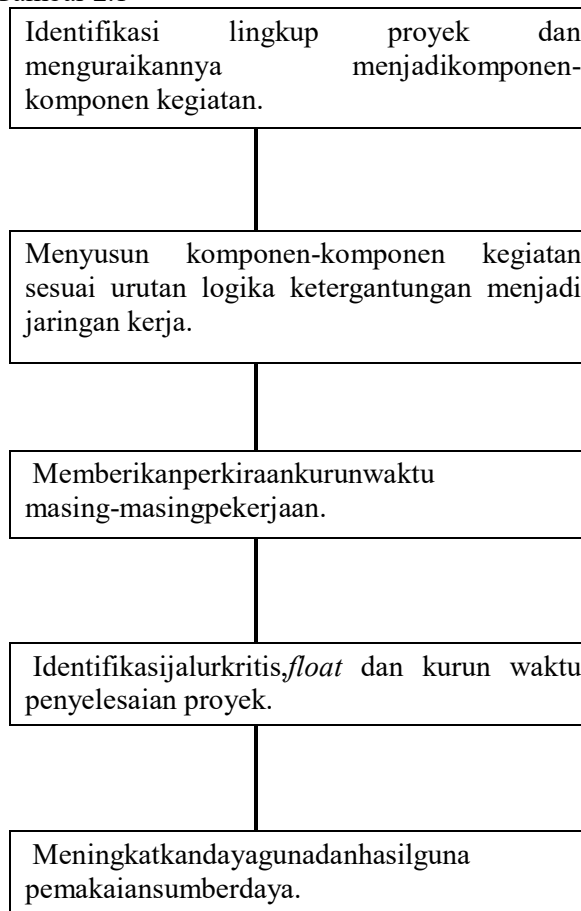 Identifikasi lingkup proyek dan
menguraikannya menjadikomponen-
komponen kegiatan.
Menyusun komponen-komponen kegiatan
sesuai urutan logika ketergantungan menjadi
jaringan kerja.
Memberikanperkiraankurunwaktu
masing-masingpekerjaan.
Identifikasijalurkritis,float dan kurun waktu
penyelesaian proyek.
Meningkatkandayagunadanhasilguna
pemakaiansumberdaya.